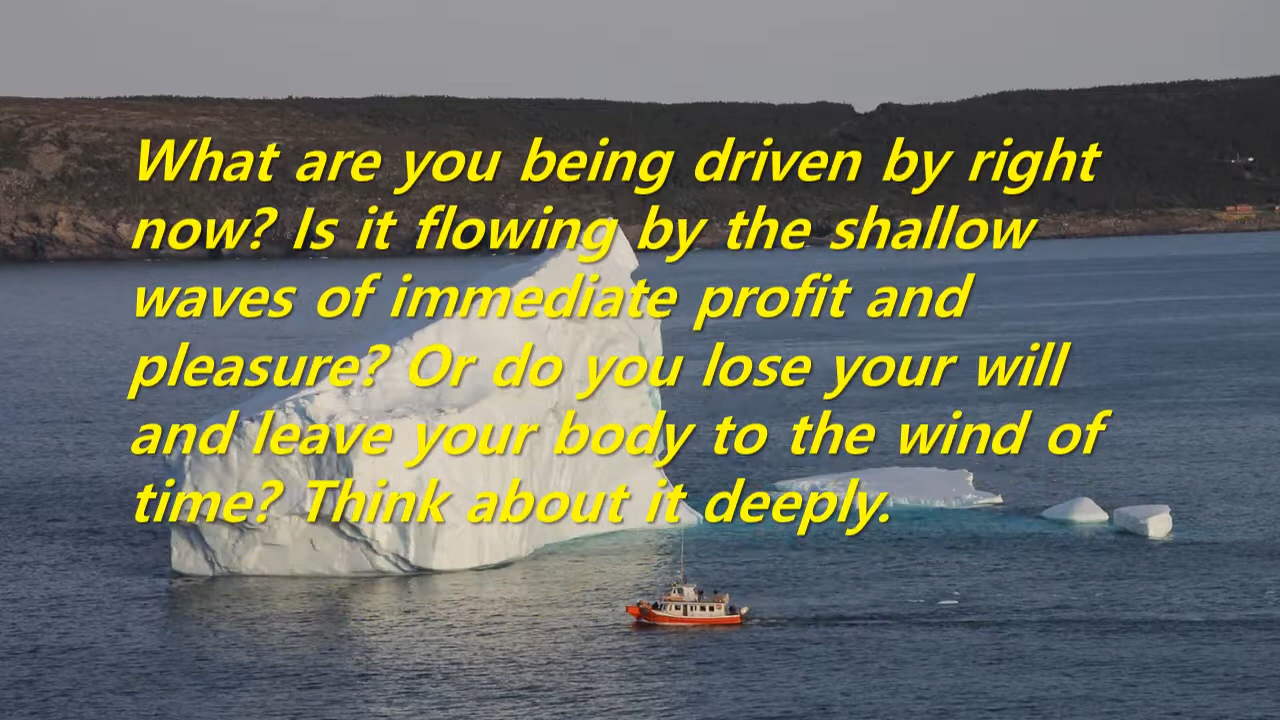 What are you being driven by right
now? Is it flowing by the shallow
waves of immediate profit and
pleasure? Or do you lose your will
and leave your body to the wind of
time? Think about it deeply.